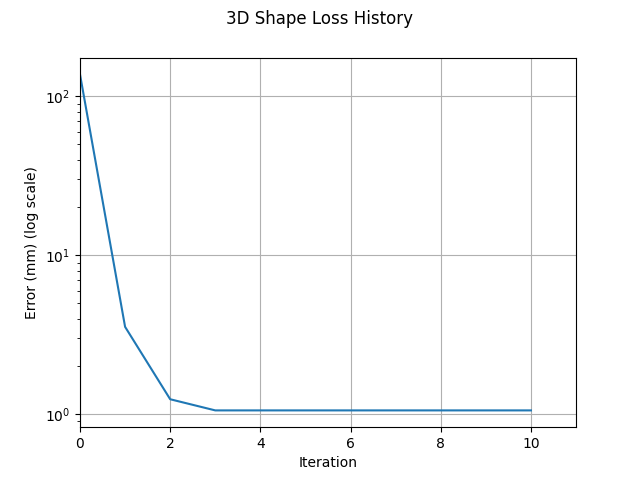 3D Shape Loss History
Error (mm) (log scale)
10²
10¹
10⁰
0 2 4 6 8 10
Iteration